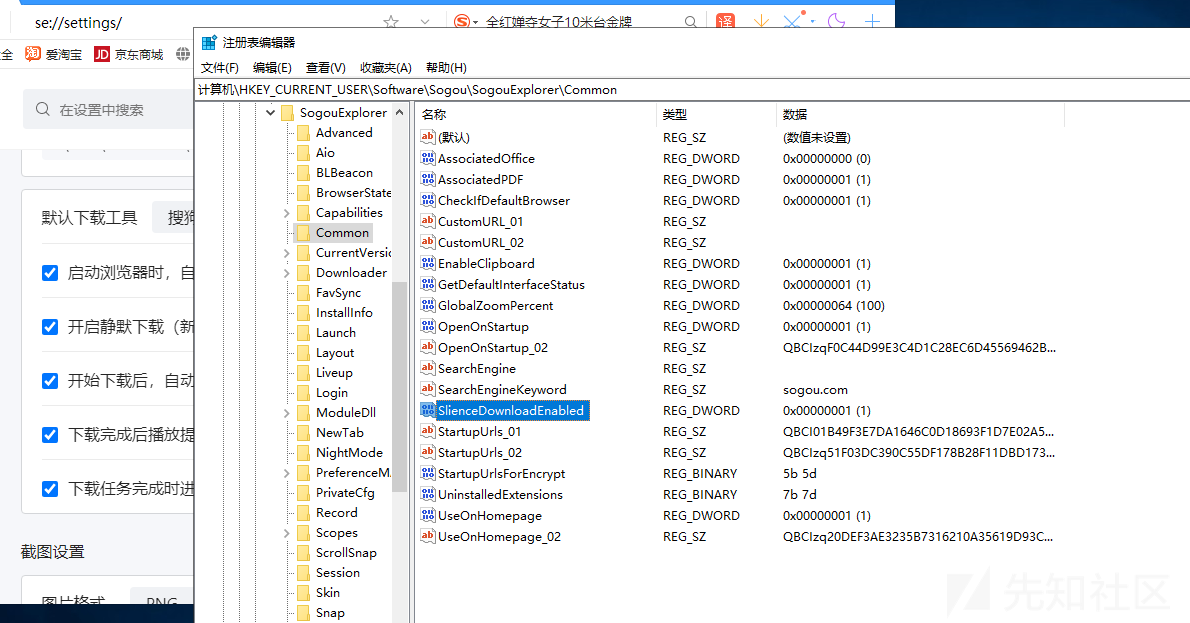 se://settings/
全红婵夺女子10米台金牌
译
全
淘 爱淘宝
JD 京东商城
在设置中搜索
默认下载工具
搜狗
启动浏览器时，自
开启静默下载（新
开始下载后，自动
下载完成后播放提
下载任务完成时进
截图设置
图片格式
PNG
注册表编辑器
文件(F) 编辑(E) 查看(V) 收藏夹(A) 帮助(H)
计算机\HKEY_CURRENT_USER\Software\Sogou\SogouExplorer\Common
SogouExplorer
Advanced
Aio
BLBeacon
BrowserState
Capabilities
Common
CurrentVersic
Downloader
FavSync
InstallInfo
Launch
Layout
Liveup
Login
ModuleDll
NewTab
NightMode
PreferenceM
PrivateCfg
Record
Scopes
ScrollSnap
Session
Skin
Snap
名称 类型 数据
(默认) REG_SZ (数值未设置)
AssociatedOffice REG_DWORD 0x00000000 (0)
AssociatedPDF REG_DWORD 0x00000001 (1)
CheckIfDefaultBrowser REG_DWORD 0x00000001 (1)
CustomURL_01 REG_SZ
CustomURL_02 REG_SZ
EnableClipboard REG_DWORD 0x00000001 (1)
GetDefaultInterfaceStatus REG_DWORD 0x00000001 (1)
GlobalZoomPercent REG_DWORD 0x00000064 (100)
OpenOnStartup REG_DWORD 0x00000001 (1)
OpenOnStartup_02 REG_SZ QBCIzqF0C44D99E3C4D1C28EC6D45569462B...
SearchEngine REG_SZ
SearchEngineKeyword REG_SZ sogou.com
SlienceDownloadEnabled REG_DWORD 0x00000001 (1)
StartupUrls_01 REG_SZ QBCI01B49F3E7DA1646C0D18693F1D7E02A5...
StartupUrls_02 REG_SZ QBCIzq51F03DC390C55DF178B28F11DBD173...
StartupUrlsForEncrypt REG_BINARY 5b 5d
UninstalledExtensions REG_BINARY 7b 7d
UseOnHomepage REG_DWORD 0x00000001 (1)
UseOnHomepage_02 REG_SZ QBCIzq20DEF3AE3235B7316210A35619D93C...
先知社区